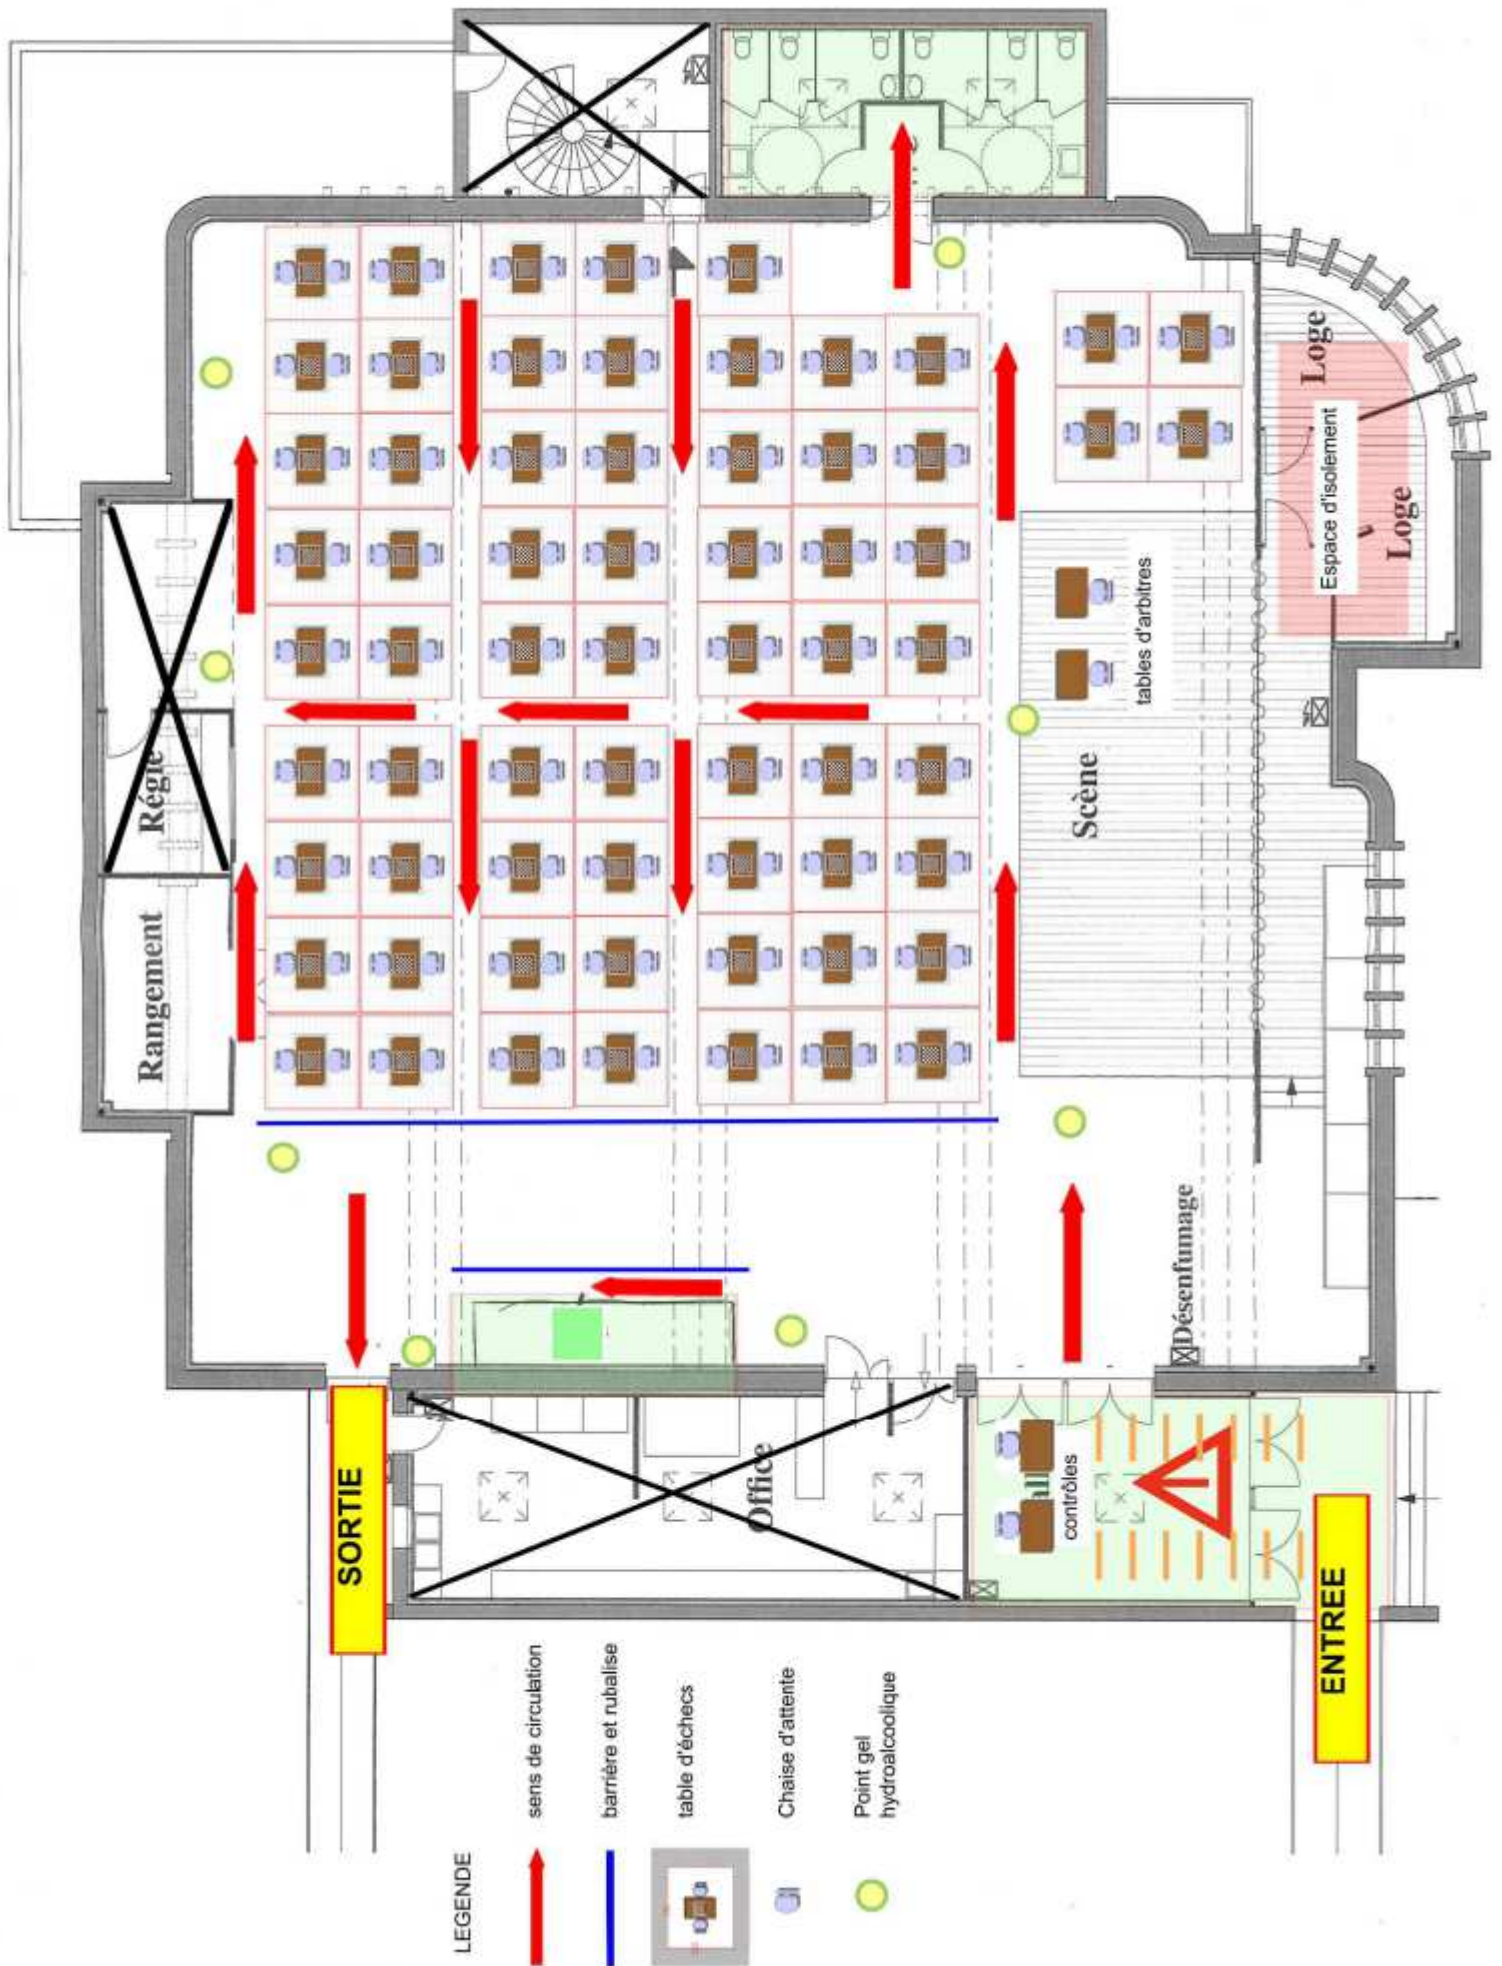 SORTIE
ENTREE
Rangement
Régie
Office
contrôles
Désenfumage
Scène
tables d'arbitres
Espace d'isolement
Loge
Loge
LEGENDE
sens de circulation
barrière et rubalise
table d'échecs
Chaise d'attente
Point gel
hydroalcoolique